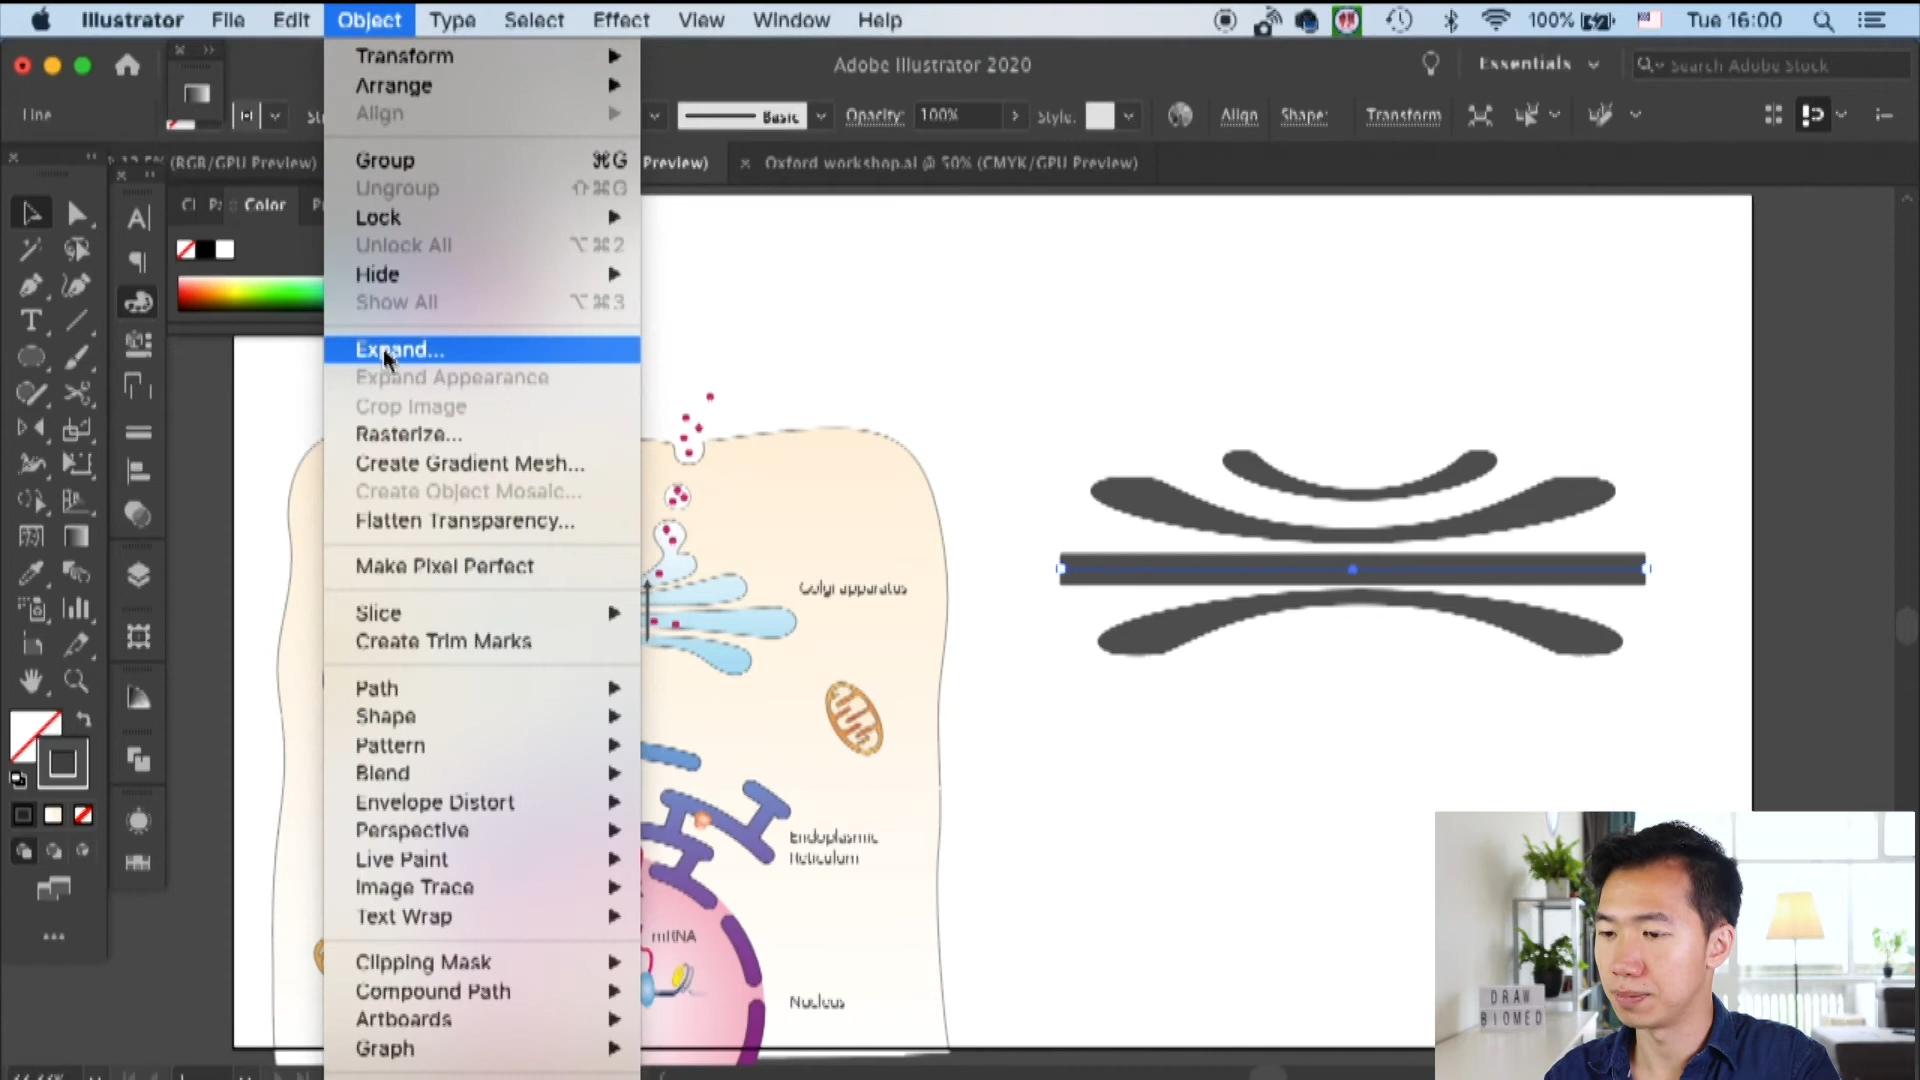 Illustrator File Edit Object Type Select Effect View Window Help 100% Tue 16:00
Adobe Illustrator 2020 Essentials Search Adobe Stock
Line Basic Opacity: 100% Style: Align Shape: Transform
(RGB/GPU Preview) Preview) × Oxford workshop.ai @ 50% (CMYK/GPU Preview)
Color
Transform
Arrange
Align
Group ⌘G
Ungroup ⇧⌘G
Lock
Unlock All ⌥⌘2
Hide
Show All ⌥⌘3
Expand...
Expand Appearance
Crop Image
Rasterize...
Create Gradient Mesh...
Create Object Mosaic...
Flatten Transparency...
Make Pixel Perfect
Slice
Create Trim Marks
Path
Shape
Pattern
Blend
Envelope Distort
Perspective
Live Paint
Image Trace
Text Wrap
Clipping Mask
Compound Path
Artboards
Graph
Golgi apparatus
Endoplasmic
Reticulum
mRNA
Nucleus
DRAW
BIOMED